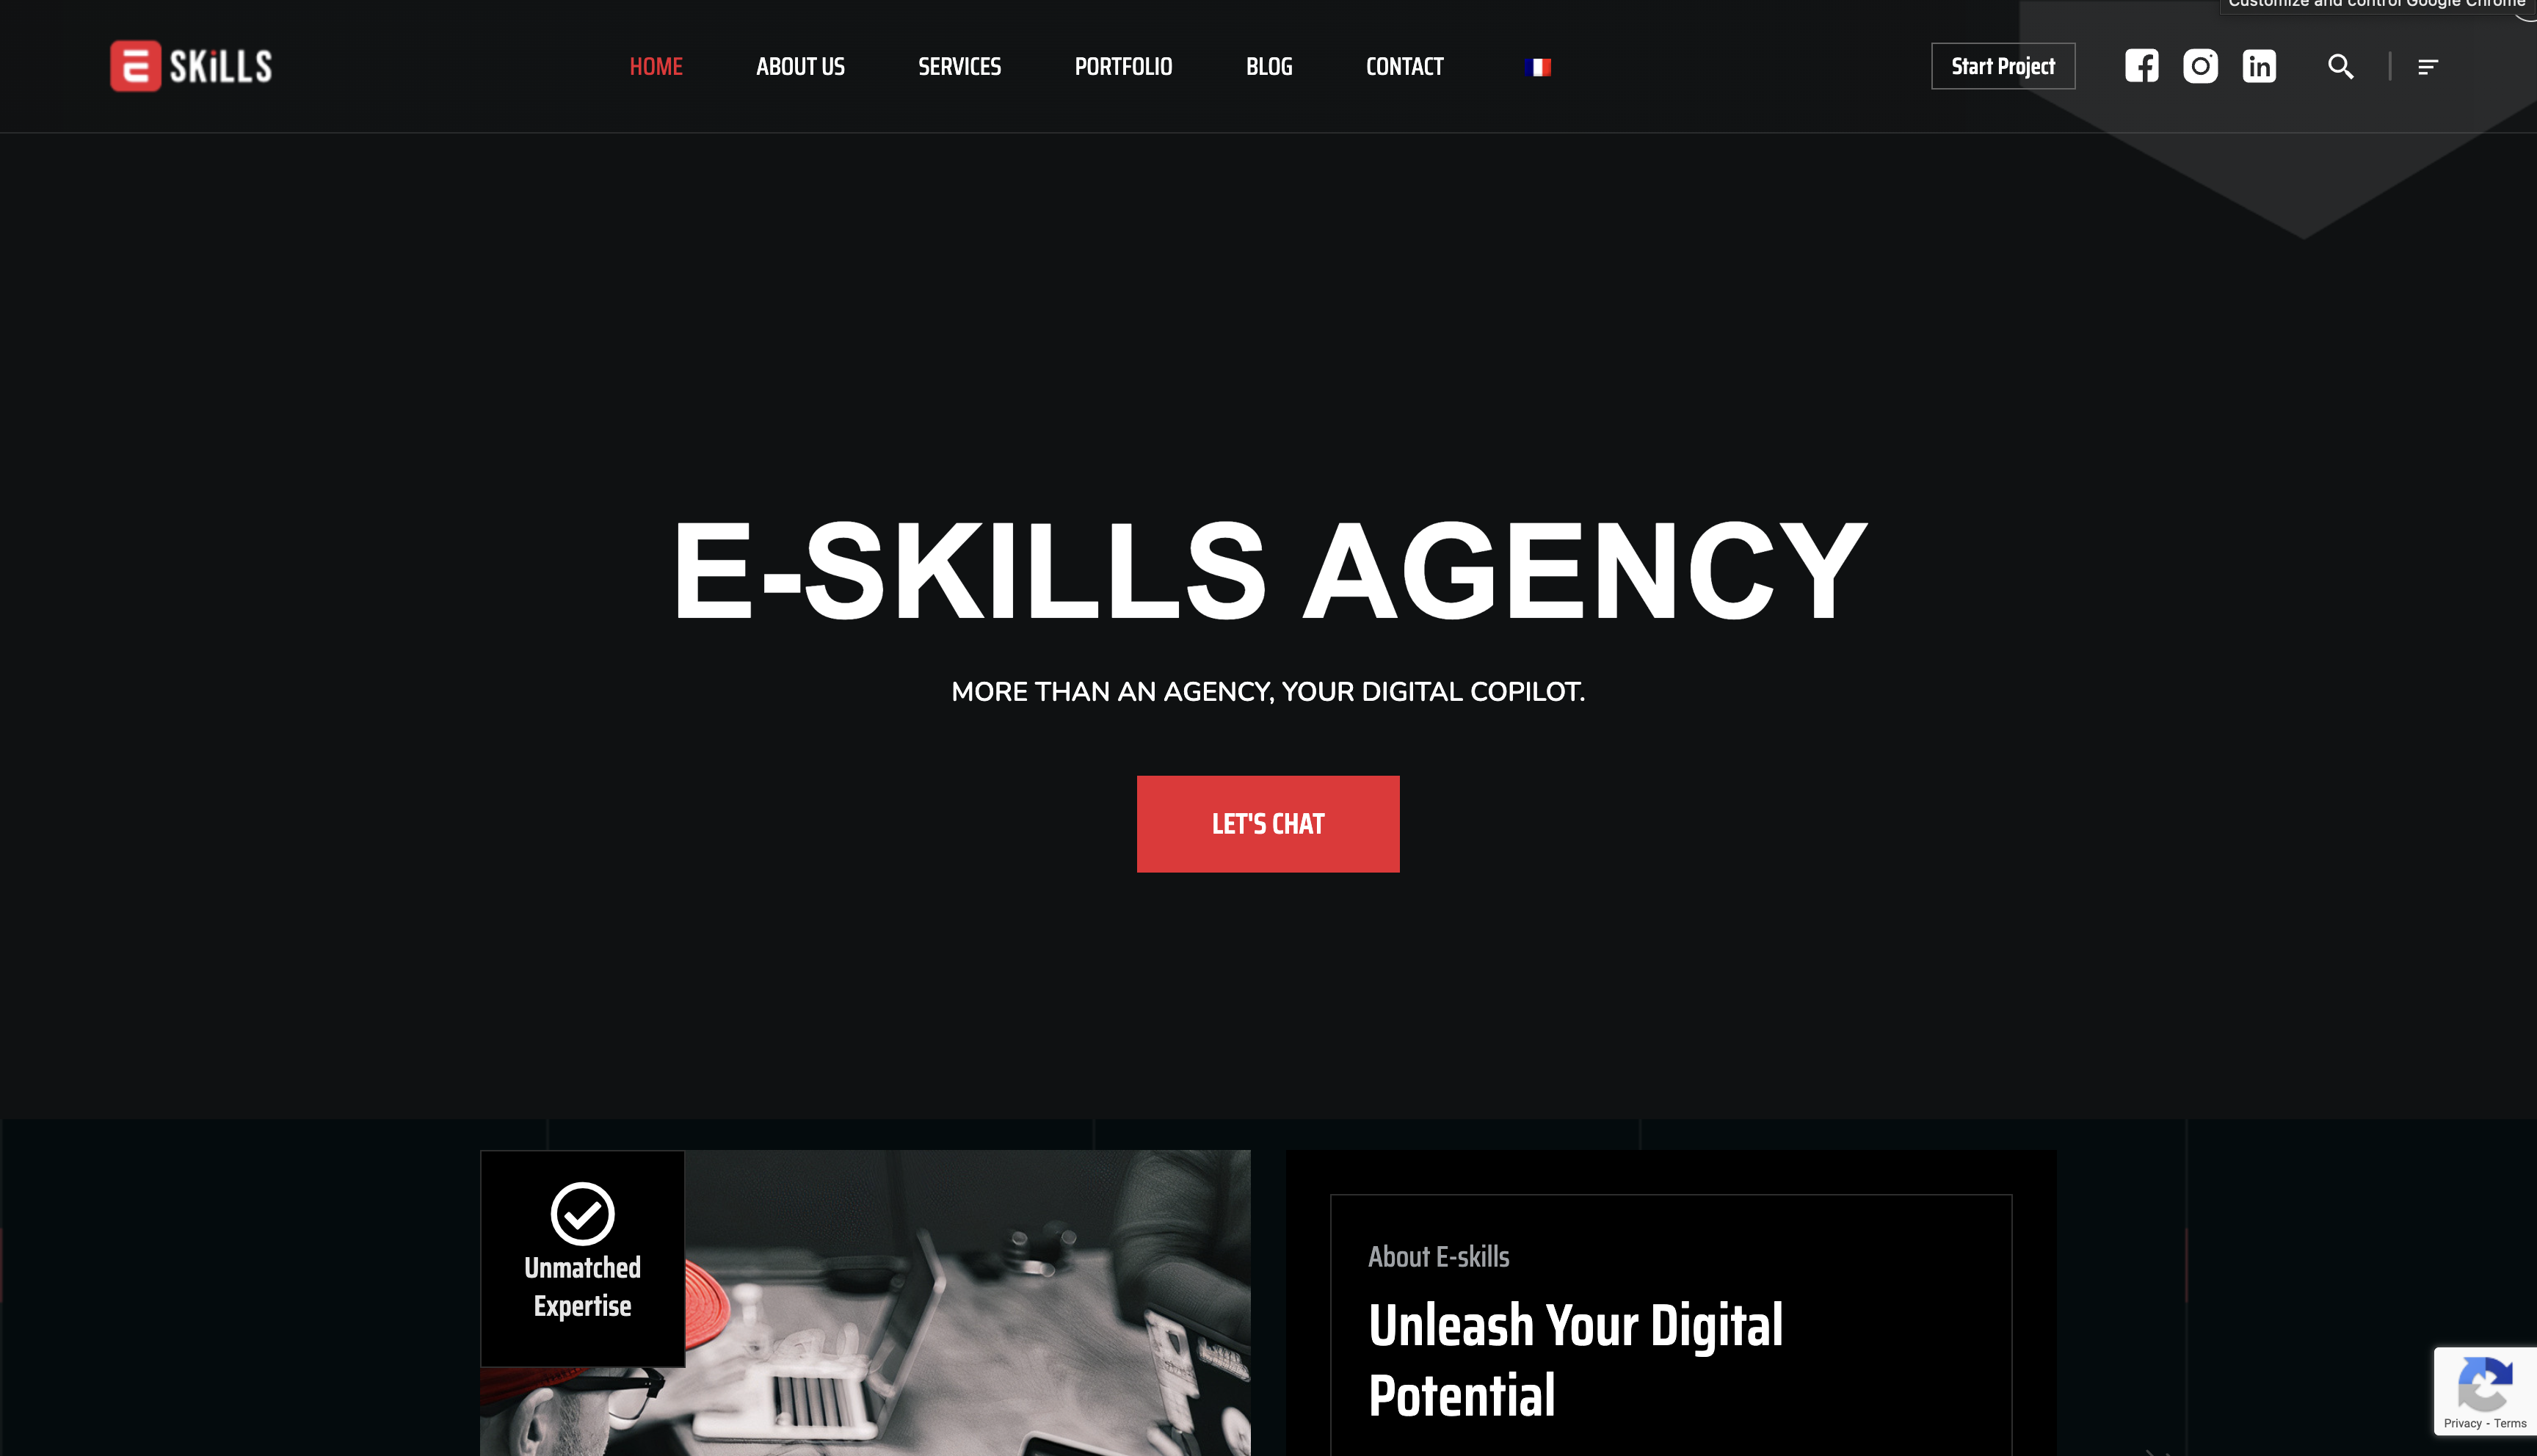 Customize and control Google Chrome
E SKiLLS
HOME ABOUT US SERVICES PORTFOLIO BLOG CONTACT Start Project
E-SKILLS AGENCY
MORE THAN AN AGENCY, YOUR DIGITAL COPILOT.
LET'S CHAT
Unmatched
Expertise
About E-skills
Unleash Your Digital
Potential
Privacy - Terms